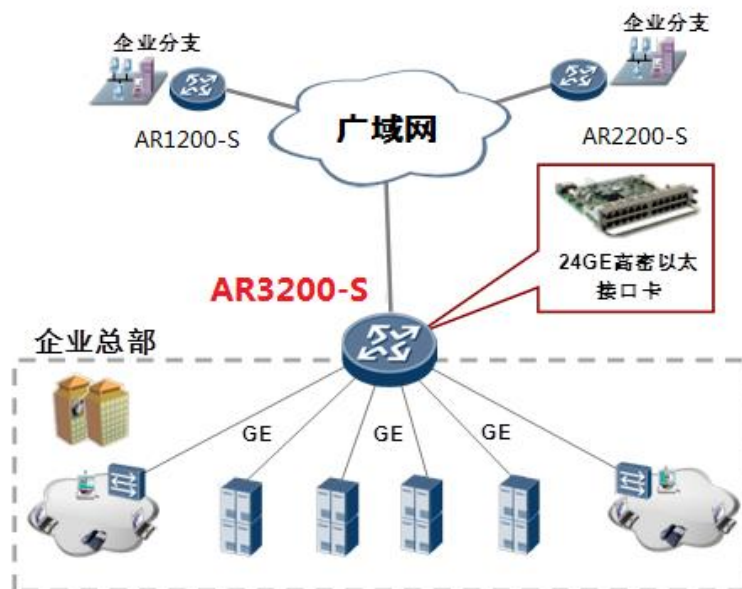 企业分支
企业分支
AR1200-S
广域网
AR2200-S
24GE高密以太
接口卡
AR3200-S
企业总部
GE
GE
GE